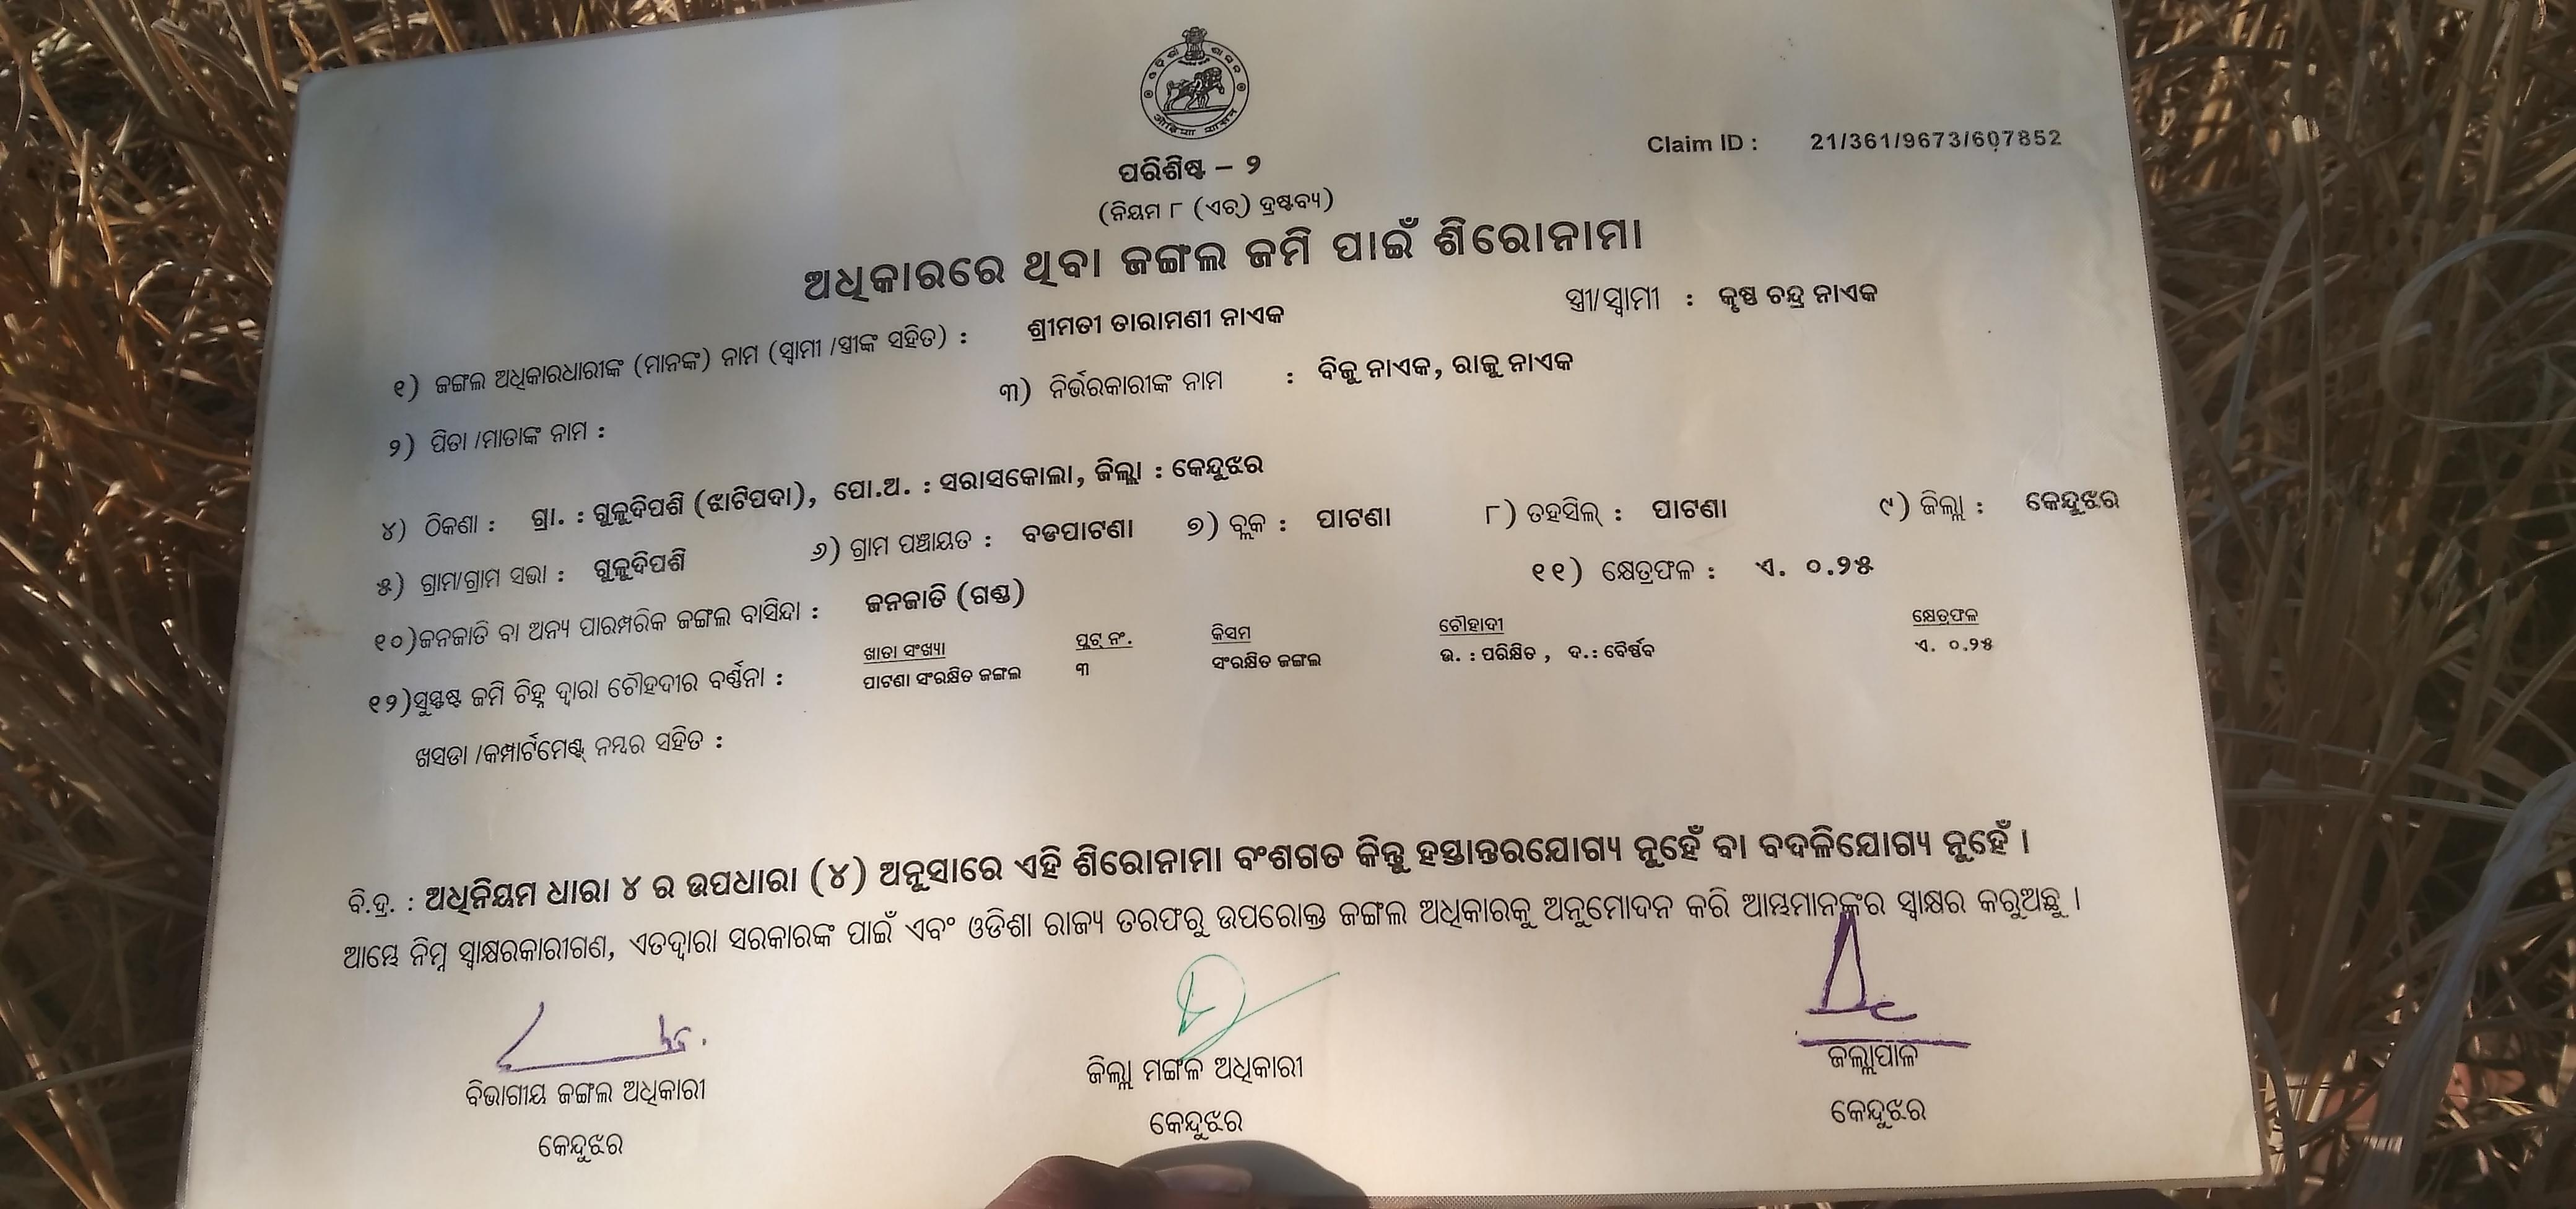 ପରିଶିଷ୍ଟ – ୨
Claim ID : 21/361/9673/607852
(ନିୟମ ୮ (ଏଚ୍) ଦ୍ରଷ୍ଟବ୍ୟ)
ଅଧିକାରରେ ଥିବା ଜଙ୍ଗଲ ଜମି ପାଇଁ ଶିରୋନାମା
୧) ଜଙ୍ଗଲ ଅଧିକାରଧାରୀଙ୍କ (ମାନଙ୍କ) ନାମ (ସ୍ୱାମୀ /ସ୍ତ୍ରୀଙ୍କ ସହିତ) : ଶ୍ରୀମତୀ ତାରାମଣୀ ନାଏକ ସ୍ତ୍ରୀ/ସ୍ୱାମୀ : କୃଷ୍ଣ ଚନ୍ଦ୍ର ନାଏକ
୨) ପିତା /ମାତାଙ୍କ ନାମ : ୩) ନିର୍ଭରକାରୀଙ୍କ ନାମ : ବିକୁ ନାଏକ, ରାଜୁ ନାଏକ
୪) ଠିକଣା : ଗ୍ରା. : ଗୁଳୁଦିପଶି (ଝାଟିପଦା), ପୋ.ଅ. : ସରାସକୋଲା, ଜିଲ୍ଲା : କେନ୍ଦୁଝର
୫) ଗ୍ରାମ/ଗ୍ରାମ ସଭା : ଗୁଳୁଦିପଶି ୬) ଗ୍ରାମ ପଞ୍ଚାୟତ : ବଡପାଟଣା ୭) ବ୍ଲକ : ପାଟଣା ୮) ତହସିଲ୍ : ପାଟଣା ୯) ଜିଲ୍ଲା : କେନ୍ଦୁଝର
୧୦)ଜନଜାତି ବା ଅନ୍ୟ ପାରମ୍ପରିକ ଜଙ୍ଗଲ ବାସିନ୍ଦା : ଜନଜାତି (ଗଣ୍ଡ) ୧୧) କ୍ଷେତ୍ରଫଳ : ଏ. ୦.୨୫
୧୨)ସୁସ୍ପଷ୍ଟ ଜମି ଚିହ୍ନ ଦ୍ୱାରା ଚୌହଦୀର ବର୍ଣ୍ଣନା : ଖାତା ସଂଖ୍ୟା ପ୍ଲଟ୍ ନଂ. କିସମ ଚୌହାଦୀ କ୍ଷେତ୍ରଫଳ
ପାଟଣା ସଂରକ୍ଷିତ ଜଙ୍ଗଲ ୩ ସଂରକ୍ଷିତ ଜଙ୍ଗଲ ଉ. : ପରିକ୍ଷିତ , ଦ.: ବୈର୍ଷ୍ଣବ ଏ. ୦.୨୫
ଖସଡା /କମ୍ପାର୍ଟମେଣ୍ଟ୍ ନମ୍ବର ସହିତ :
ବି.ଦ୍ର. : ଅଧିନିୟମ ଧାରା ୪ ର ଉପଧାରା (୪) ଅନୁସାରେ ଏହି ଶିରୋନାମା ବଂଶଗତ କିନ୍ତୁ ହସ୍ତାନ୍ତରଯୋଗ୍ୟ ନୁହେଁ ବା ବଦଳିଯୋଗ୍ୟ ନୁହେଁ ।
ଆମ୍ଭେ ନିମ୍ନ ସ୍ୱାକ୍ଷରକାରୀଗଣ, ଏତଦ୍ୱାରା ସରକାରଙ୍କ ପାଇଁ ଏବଂ ଓଡିଶା ରାଜ୍ୟ ତରଫରୁ ଉପରୋକ୍ତ ଜଙ୍ଗଲ ଅଧିକାରକୁ ଅନୁମୋଦନ କରି ଆମ୍ଭମାନଙ୍କର ସ୍ୱାକ୍ଷର କରୁଅଛୁ ।
ବିଭାଗୀୟ ଜଙ୍ଗଲ ଅଧିକାରୀ ଜିଲ୍ଲା ମଙ୍ଗଳ ଅଧିକାରୀ ଜିଲ୍ଲାପାଳ
କେନ୍ଦୁଝର କେନ୍ଦୁଝର କେନ୍ଦୁଝର